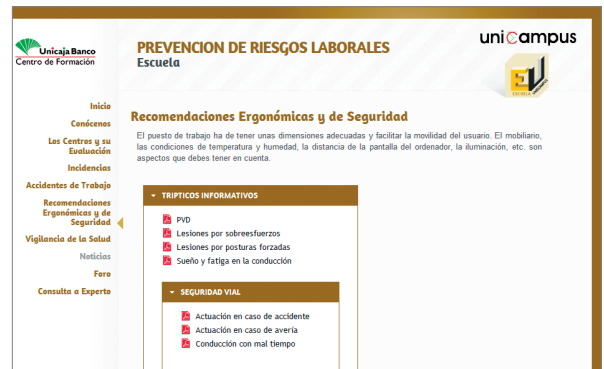 Unicaja Banco
Centro de Formación
PREVENCION DE RIESGOS LABORALES
Escuela
unicampus
EU
ESCUELA UNICAMPUS
Inicio
Conócenos
Los Centros y su
Evaluación
Incidencias
Accidentes de Trabajo
Recomendaciones
Ergonómicas y de
Seguridad
Vigilancia de la Salud
Noticias
Foro
Consulta a Experto
Recomendaciones Ergonómicas y de Seguridad
El puesto de trabajo ha de tener unas dimensiones adecuadas y facilitar la movilidad del usuario. El mobiliario,
las condiciones de temperatura y humedad, la distancia de la pantalla del ordenador, la iluminación, etc. son
aspectos que debes tener en cuenta.
TRIPTICOS INFORMATIVOS
PVD
Lesiones por sobreesfuerzos
Lesiones por posturas forzadas
Sueño y fatiga en la conducción
SEGURIDAD VIAL
Actuación en caso de accidente
Actuación en caso de avería
Conducción con mal tiempo